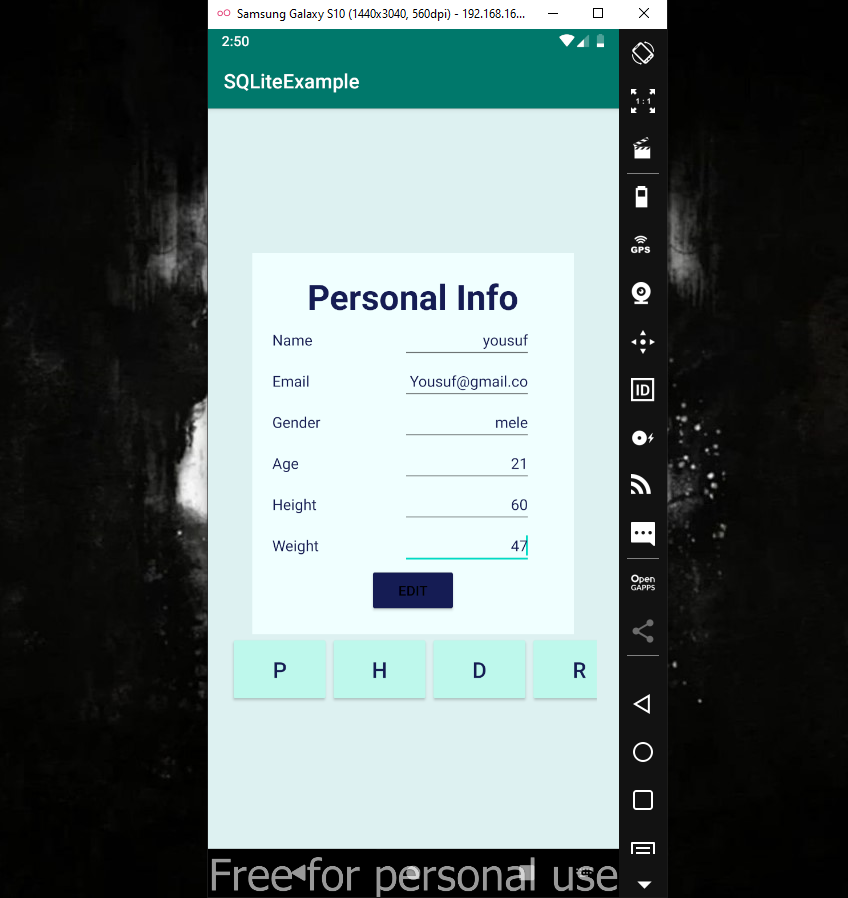 Samsung Galaxy S10 (1440x3040, 560dpi) - 192.168.16...
2:50
SQLiteExample
1:1
GPS
Personal Info
Name yousuf
Email Yousuf@gmail.co
Gender mele
ID
Age 21
Height 60
Weight 47
Open
GAPPS
EDIT
P H D R
Free for personal use